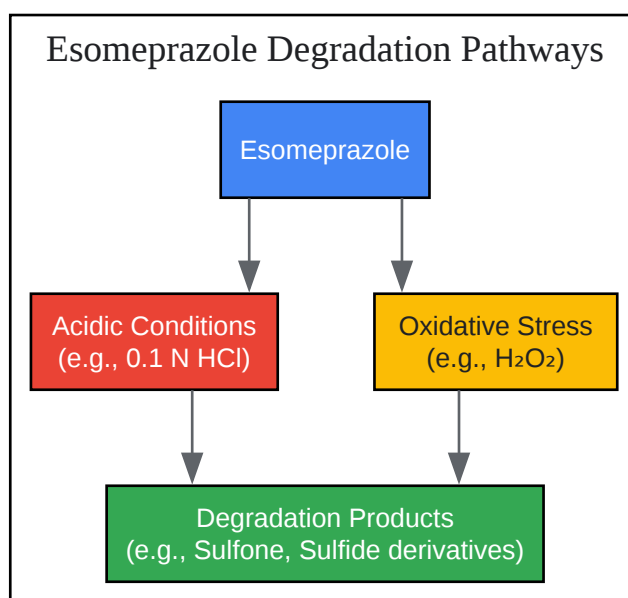 Esomeprazole Degradation Pathways
Esomeprazole
Acidic Conditions
(e.g., 0.1 N HCl)
Oxidative Stress
(e.g., H₂O₂)
Degradation Products
(e.g., Sulfone, Sulfide derivatives)